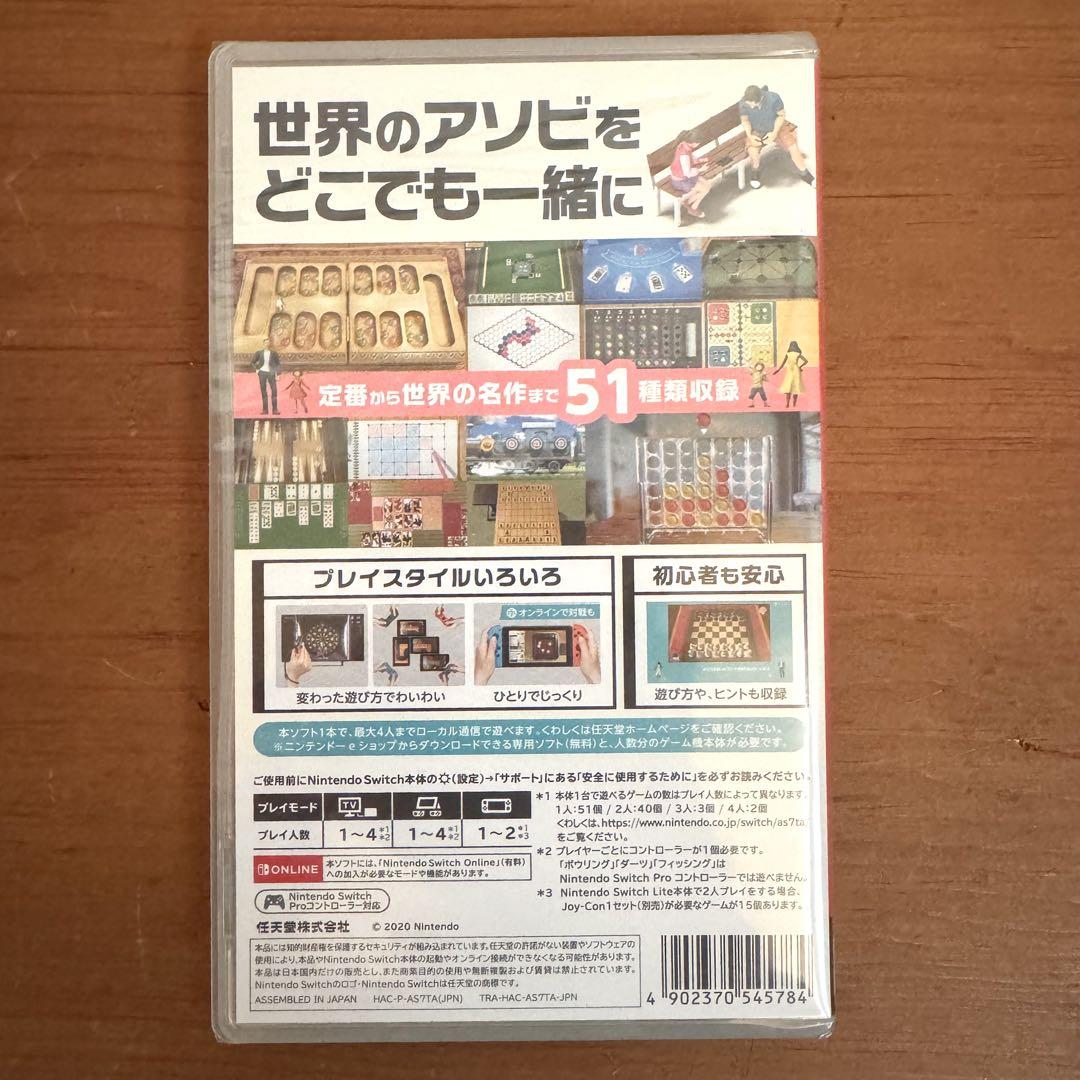 世界のアソビを
どこでも一緒に
定番から世界の名作まで51種類収録
プレイスタイルいろいろ
初心者も安心
オンラインで対戦も
変わった遊び方でわいわい
ひとりでじっくり
遊び方や、ヒントも収録
本ソフト1本で、最大4人までローカル通信で遊べます。くわしくは任天堂ホームページをご確認ください。
※ニンテンドーeショップからダウンロードできる専用ソフト(無料)と、人数分のゲーム機本体が必要です。
ご使用前にNintendo Switch本体の(設定)→「サポート」にある「安全に使用するために」を必ずお読みください。
プレイモード TV
プレイ人数 1〜4 *1 *2 1〜4 *1 *2 1〜2 *1 *3
*1 本体1台で遊べるゲームの数はプレイ人数によって異なります。
1人:51個 / 2人:40個 / 3人:3個 / 4人:2個
くわしくは、https://www.nintendo.co.jp/switch/as7ta/
をご覧ください。
*2 プレイヤーごとにコントローラーが1個必要です。
「ボウリング」「ダーツ」「フィッシング」は
Nintendo Switch Pro コントローラーでは遊べません。
*3 Nintendo Switch Lite本体で2人プレイをする場合、
Joy-Con1セット(別売)が必要なゲームが15個あります。
ONLINE
本ソフトには、「Nintendo Switch Online」(有料)
への加入が必要なモードや機能があります。
Nintendo Switch
Proコントローラー対応
任天堂株式会社 © 2020 Nintendo
本品には知的財産権を保護するセキュリティが組み込まれています。任天堂の許諾がない装置やソフトウェアの
使用により、本品やNintendo Switch本体の起動やオンライン接続ができなくなる可能性があります。
本品は日本国内だけの販売とし、また商業目的の使用や無断複製および賃貸は禁止されています。
Nintendo Switchのロゴ・Nintendo Switchは任天堂の商標です。
ASSEMBLED IN JAPAN HAC-P-AS7TA(JPN) TRA-HAC-AS7TA-JPN
4 902370 545784